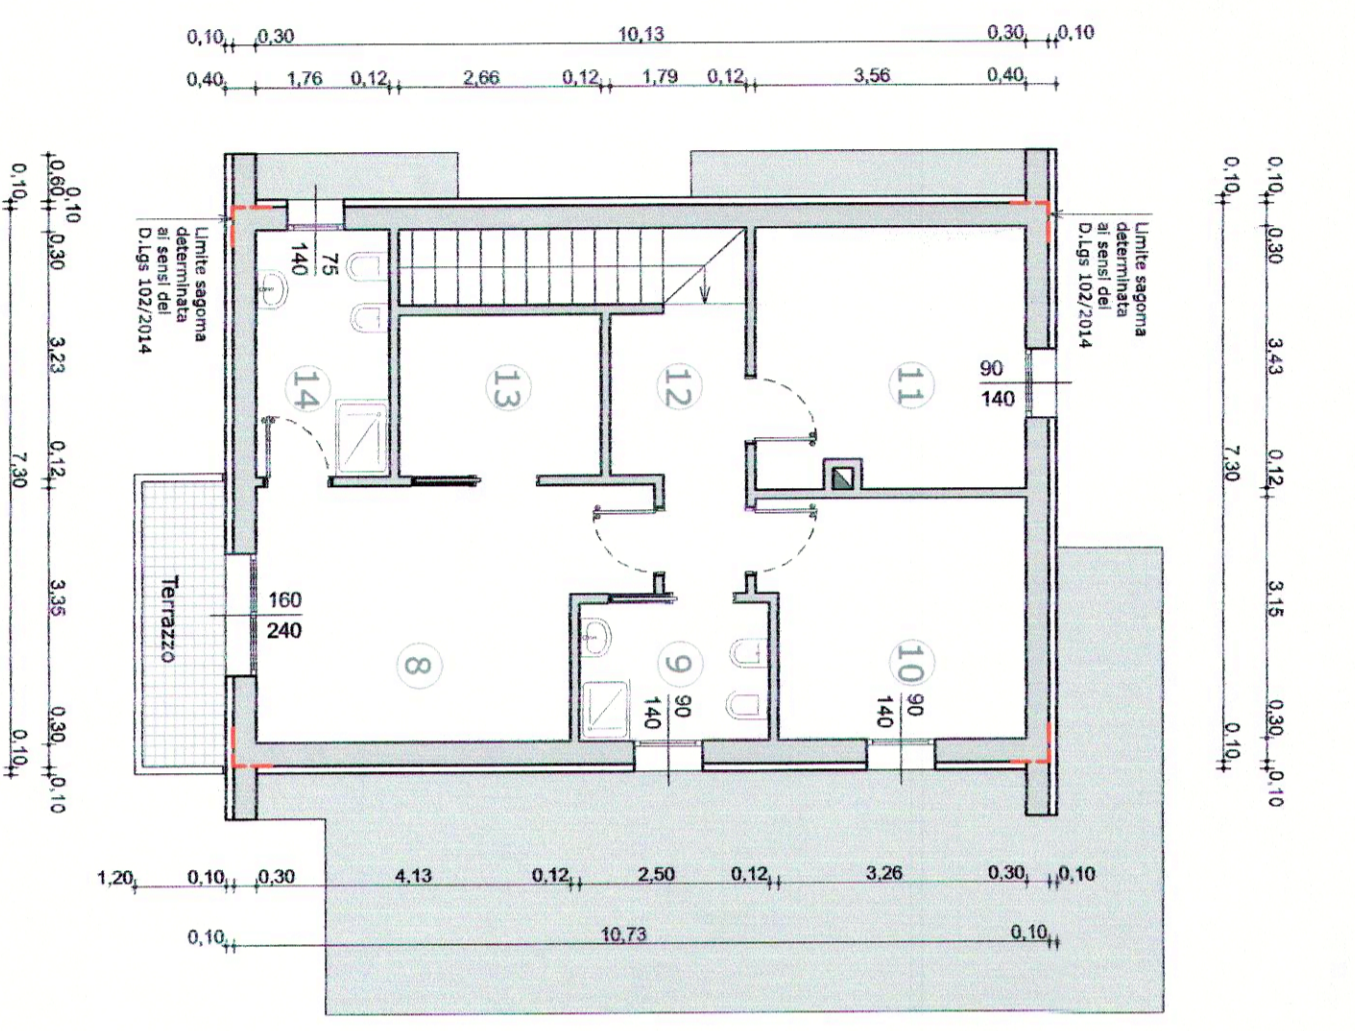 0,10 0,30 10,13 0,30 0,10
0,40 1,76 0,12 2,66 0,12 1,79 0,12 3,56 0,40
0,10 7,30 0,10
0,60 0,10 0,30 3,23 0,12 3,35 0,30 0,10
Limite sagoma
determinata
ai sensi del
D.Lgs 102/2014
75
140
14
13
12
11
90
140
Limite sagoma
determinata
ai sensi del
D.Lgs 102/2014
0,10 7,30 0,10
0,10 0,30 3,43 0,12 3,15 0,30 0,10
Terrazzo
160
240
8
9
90
140
10
90
140
1,20 0,10 0,30 4,13 0,12 2,50 0,12 3,26 0,30 0,10
0,10 10,73 0,10